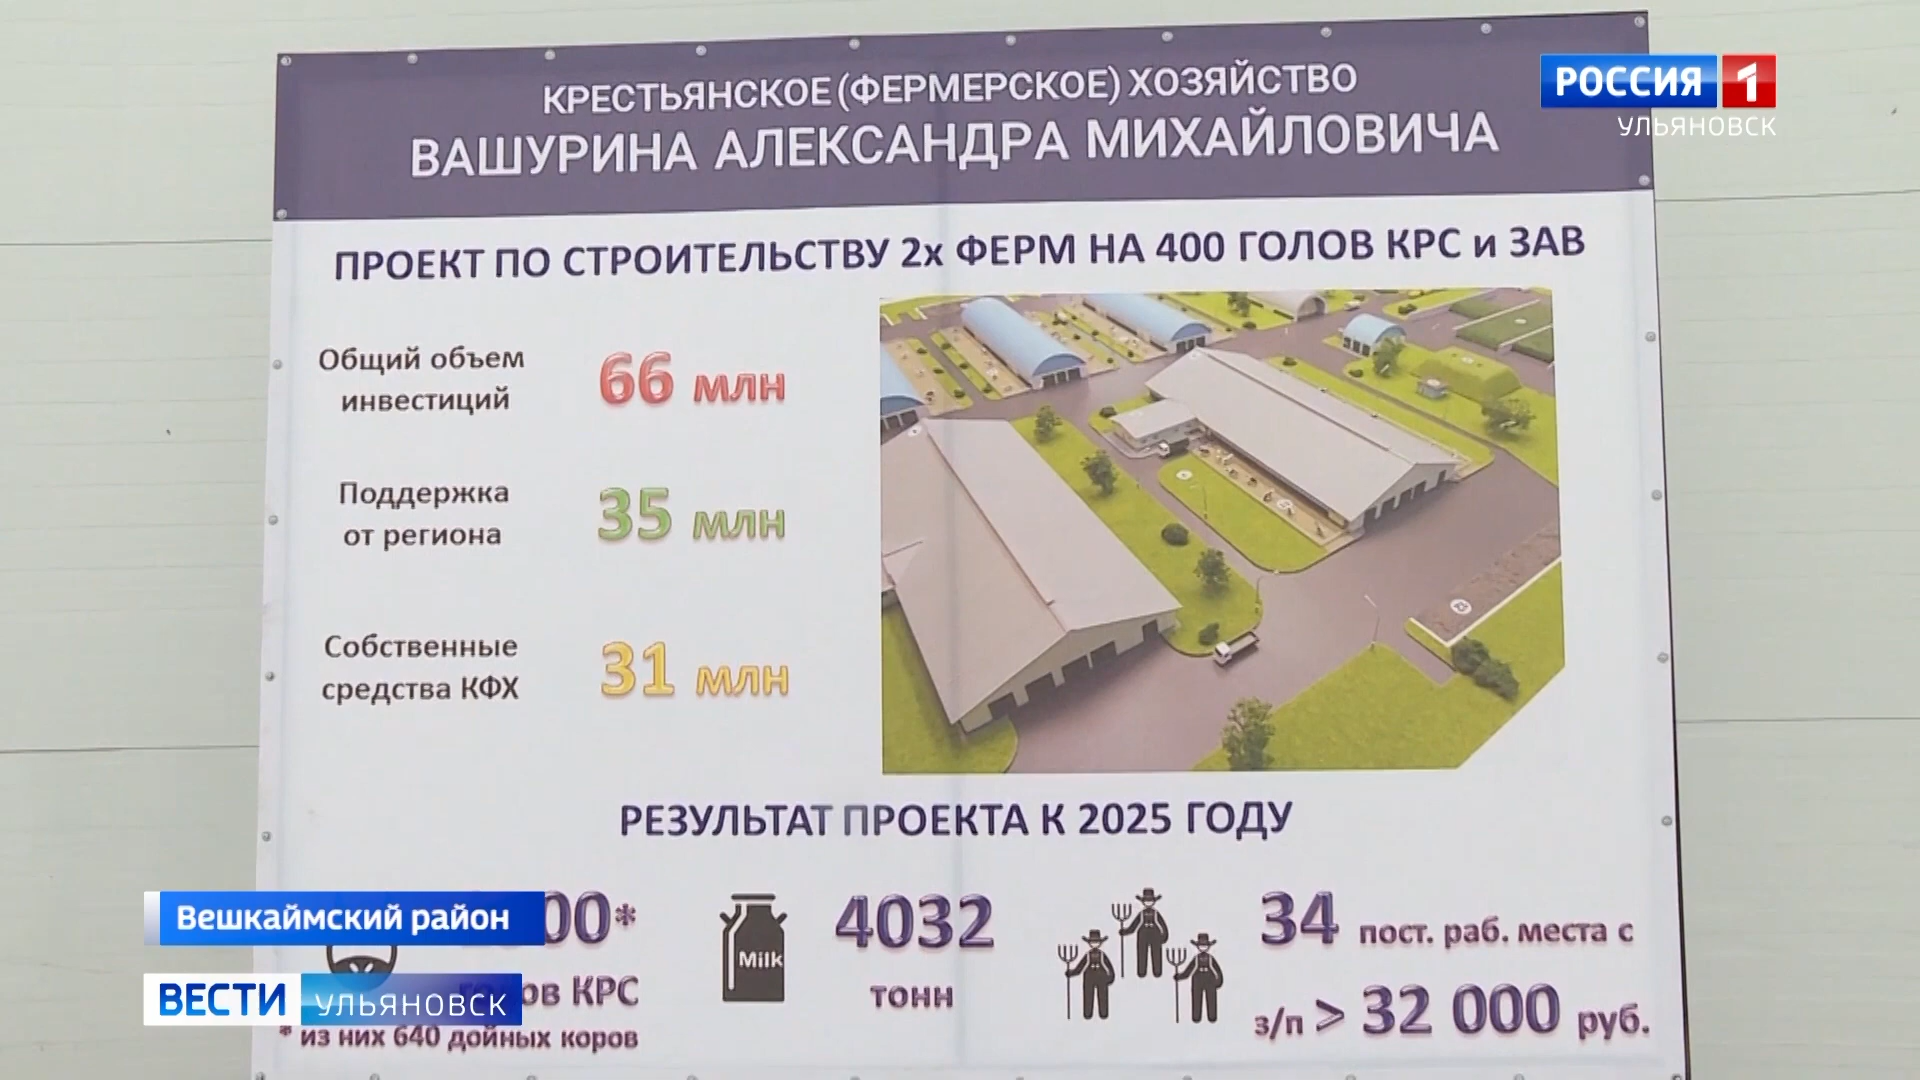 КРЕСТЬЯНСКОЕ (ФЕРМЕРСКОЕ) ХОЗЯЙСТВО
ВАШУРИНА АЛЕКСАНДРА МИХАЙЛОВИЧА
РОССИЯ 1
УЛЬЯНОВСК
ПРОЕКТ ПО СТРОИТЕЛЬСТВУ 2х ФЕРМ НА 400 ГОЛОВ КРС и ЗАВ
Общий объем
инвестиций
66 млн
Поддержка
от региона
35 млн
Собственные
средства КФХ
31 млн
РЕЗУЛЬТАТ ПРОЕКТА К 2025 ГОДУ
КРС
* из них 640 дойных коров
Milk
4032
тонн
34 пост. раб. места с
з/п > 32 000 руб.
Вешкаймский район
ВЕСТИ УЛЬЯНОВСК